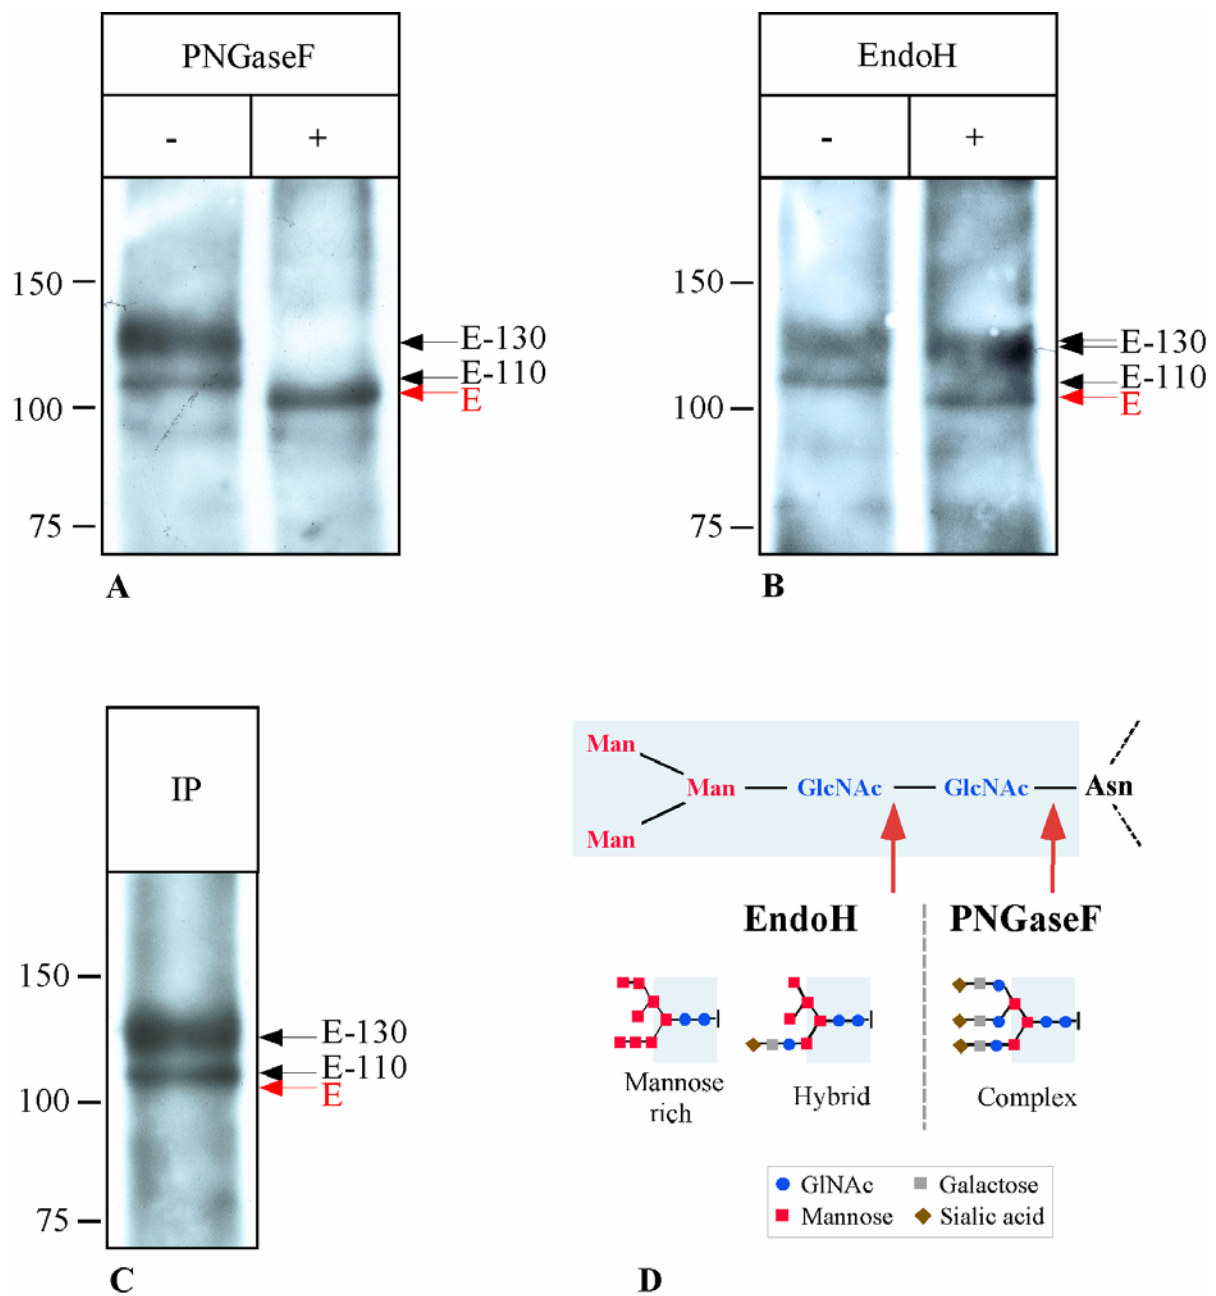 PNGaseF
- +
150
E-130
E-110
E
100
75
A
EndoH
- +
150
E-130
E-110
E
100
75
B
IP
150
E-130
E-110
E
100
75
C
Man
Man GlcNAc GlcNAc Asn
Man
EndoH PNGaseF
Mannose
rich
Hybrid
Complex
GlNAc Galactose
Mannose Sialic acid
D